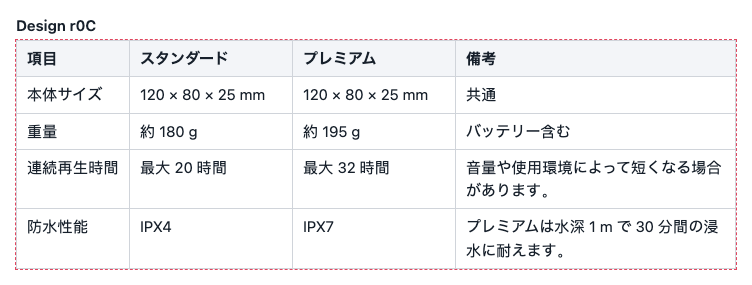 Design r0C
項目 スタンダード プレミアム 備考
本体サイズ 120 × 80 × 25 mm 120 × 80 × 25 mm 共通
重量 約 180 g 約 195 g バッテリー含む
連続再生時間 最大 20 時間 最大 32 時間 音量や使用環境によって短くなる場合
があります。
防水性能 IPX4 IPX7 プレミアムは水深 1 m で 30 分間の浸
水に耐えます。